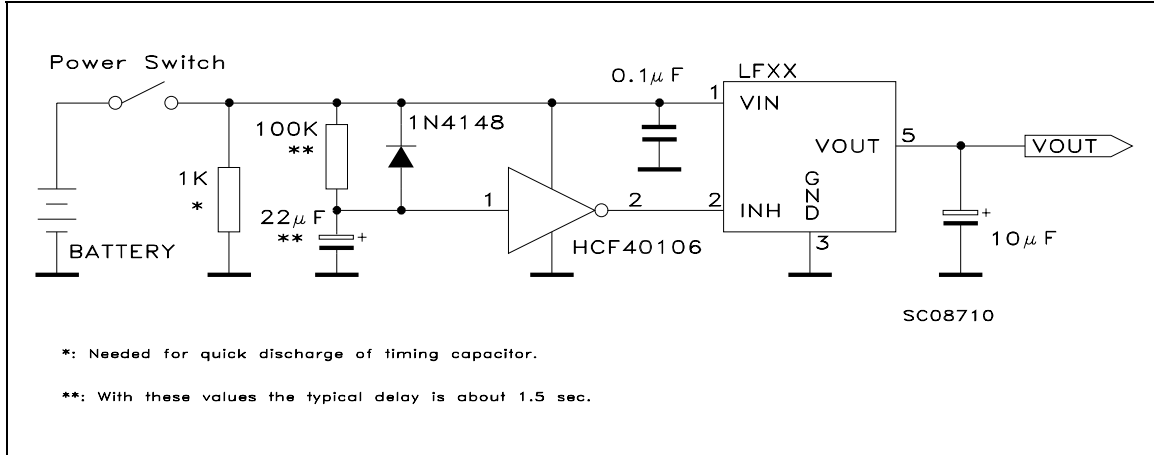 Power Switch
0.1μF
LFXX
1
VIN
100K
**
1N4148
VOUT
5
VOUT
1K
*
GND
1
2
2
INH
22μF
**
+
+
10μF
BATTERY
HCF40106
3
SC08710
*: Needed for quick discharge of timing capacitor.
**: With these values the typical delay is about 1.5 sec.